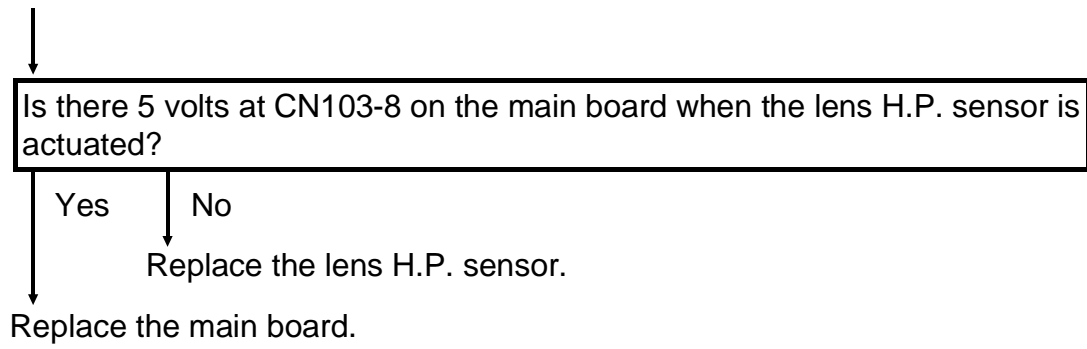 Is there 5 volts at CN103-8 on the main board when the lens H.P. sensor is
actuated?
Yes No
Replace the lens H.P. sensor.
Replace the main board.